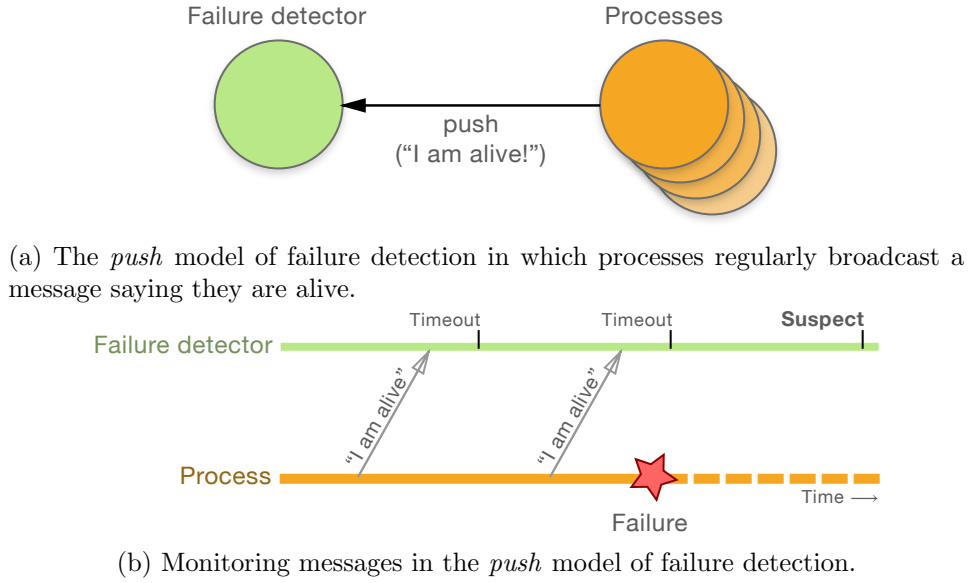 Failure detector
Processes
push
(“I am alive!”)
(a) The push model of failure detection in which processes regularly broadcast a
message saying they are alive.
Timeout
Timeout
Suspect
Failure detector
“I am alive”
“I am alive”
Process
Time
Failure
(b) Monitoring messages in the push model of failure detection.